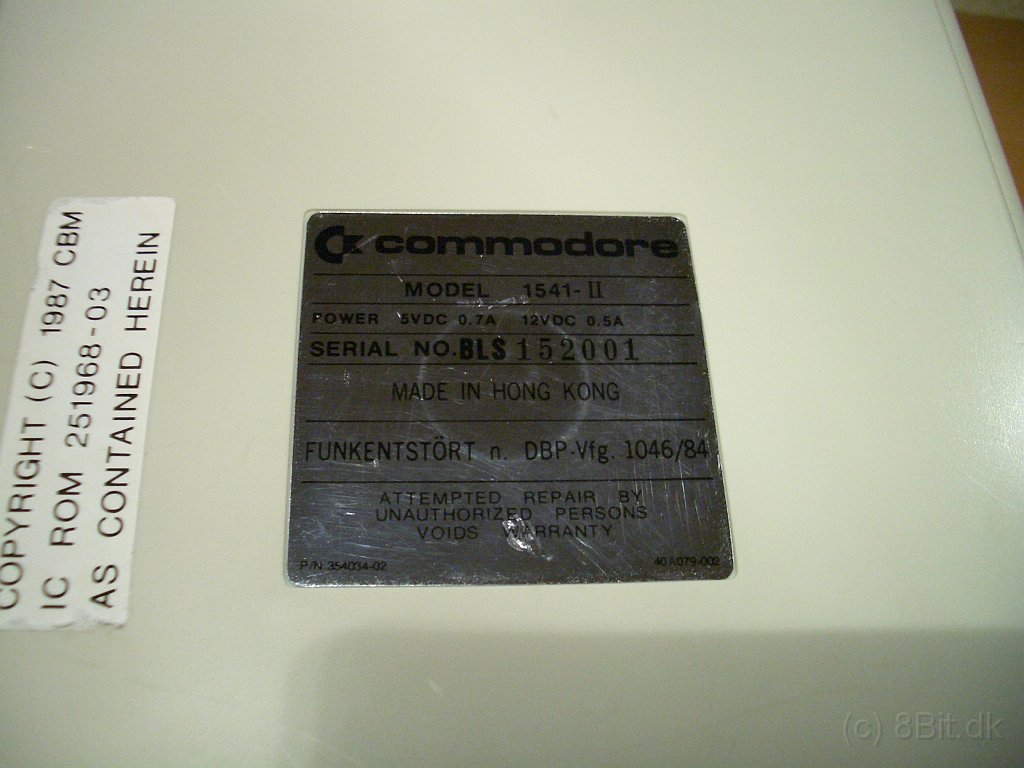 COPYRIGHT (C) 1987 CBM
IC ROM 251968-03
AS CONTAINED HEREIN
commodore
MODEL 1541-II
POWER 5VDC 0.7A 12VDC 0.5A
SERIAL NO. BLS 152001
MADE IN HONG KONG
FUNKENTSTÖRT n. DBP-Vfg. 1046/84
ATTEMPTED REPAIR BY
UNAUTHORIZED PERSONS
VOIDS WARRANTY
P/N: 354034-02 40A079-002
(c) 8Bit.dk